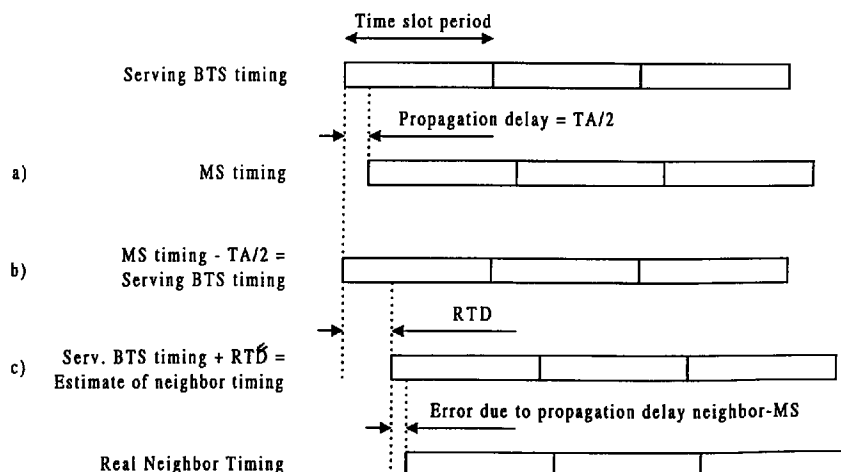 Time slot period
Serving BTS timing
Propagation delay = TA/2
a) MS timing
b) MS timing - TA/2 =
Serving BTS timing
RTD
c) Serv. BTS timing + RTD =
Estimate of neighbor timing
Error due to propagation delay neighbor-MS
Real Neighbor Timing